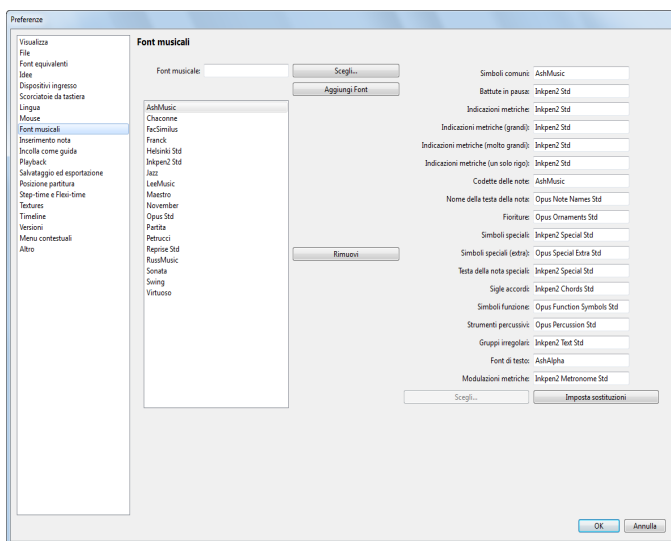 Preferenze
Visualizza
File
Font equivalenti
Idee
Dispositivi ingresso
Scorciatoie da tastiera
Lingua
Mouse
Font musicali
Inserimento nota
Incolla come guida
Playback
Salvataggio ed esportazione
Posizione partitura
Step-time e Flexi-time
Textures
Timeline
Versioni
Menu contestuali
Altro
Font musicali
Font musicale:
Scegli...
Aggiungi Font
AshMusic
Chaconne
FacSimilus
Franck
Helsinki Std
Inkpen2 Std
Jazz
LeeMusic
Maestro
November
Opus Std
Partita
Petrucci
Reprise Std
RussMusic
Sonata
Swing
Virtuoso
Rimuovi
Simboli comuni: AshMusic
Battute in pausa: Inkpen2 Std
Indicazioni metriche: Inkpen2 Std
Indicazioni metriche (grandi): Inkpen2 Std
Indicazioni metriche (molto grandi): Inkpen2 Std
Indicazioni metriche (un solo rigo): Inkpen2 Std
Codette delle note: AshMusic
Nome della testa della nota: Opus Note Names Std
Fioriture: Opus Ornaments Std
Simboli speciali: Inkpen2 Special Std
Simboli speciali (extra): Opus Special Extra Std
Testa della nota speciali: Inkpen2 Special Std
Sigle accordi: Inkpen2 Chords Std
Simboli funzione: Opus Function Symbols Std
Strumenti percussivi: Opus Percussion Std
Gruppi irregolari: Inkpen2 Text Std
Font di testo: AshAlpha
Modulazioni metriche: Inkpen2 Metronome Std
Scegli...
Imposta sostituzioni
OK
Annulla